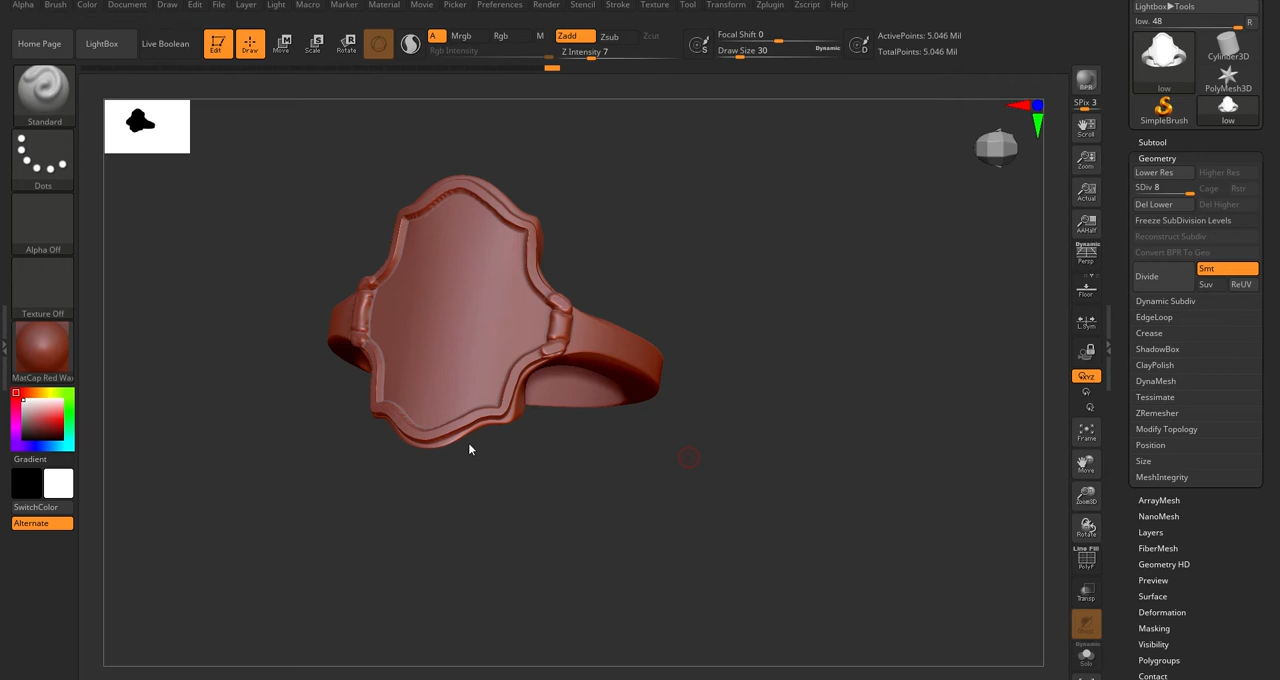 Alpha Brush Color Document Draw Edit File Layer Light Macro Marker Material Movie Picker Preferences Render Stencil Stroke Texture Tool Transform Zplugin Zscript Help
Lightbox▶Tools
low. 48 R
Home Page LightBox Live Boolean Edit Draw Move Scale Rotate A Mrgb Rgb M Zadd Zsub Zcut
Rgb Intensity Z Intensity 7
Focal Shift 0
Draw Size 30 Dynamic
S D
ActivePoints: 5.046 Mil
TotalPoints: 5.046 Mil
Standard
Dots
Alpha Off
Texture Off
MatCap Red Wax
Gradient
SwitchColor
Alternate
BPR
SPix 3
Scroll
Zoom
Actual
AAHalf
Dynamic
Persp
Floor
L.Sym
XYZ
Frame
Move
Zoom3D
Rotate
Line Fill
PolyF
Transp
Dynamic
Solo
low Cylinder3D
PolyMesh3D
SimpleBrush low
Subtool
Geometry
Lower Res Higher Res
SDiv 8 Cage Rstr
Del Lower Del Higher
Freeze SubDivision Levels
Reconstruct Subdiv
Convert BPR To Geo
Divide Smt
Suv ReUV
Dynamic Subdiv
EdgeLoop
Crease
ShadowBox
ClayPolish
DynaMesh
Tessimate
ZRemesher
Modify Topology
Position
Size
MeshIntegrity
ArrayMesh
NanoMesh
Layers
FiberMesh
Geometry HD
Preview
Surface
Deformation
Masking
Visibility
Polygroups
Contact